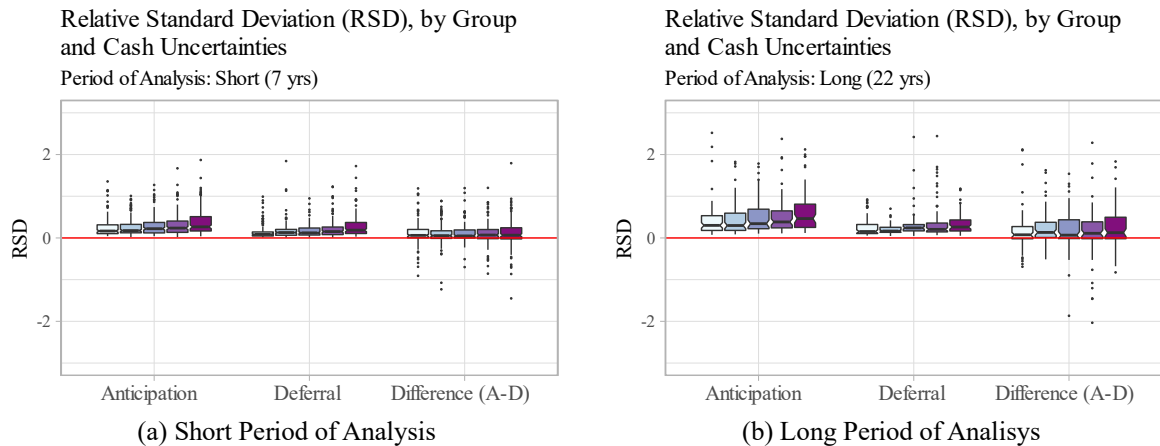 Relative Standard Deviation (RSD), by Group
and Cash Uncertainties
Period of Analysis: Short (7 yrs)
RSD
2
0
-2
Anticipation Deferral Difference (A-D)
(a) Short Period of Analysis
Relative Standard Deviation (RSD), by Group
and Cash Uncertainties
Period of Analysis: Long (22 yrs)
RSD
2
0
-2
Anticipation Deferral Difference (A-D)
(b) Long Period of Analisys